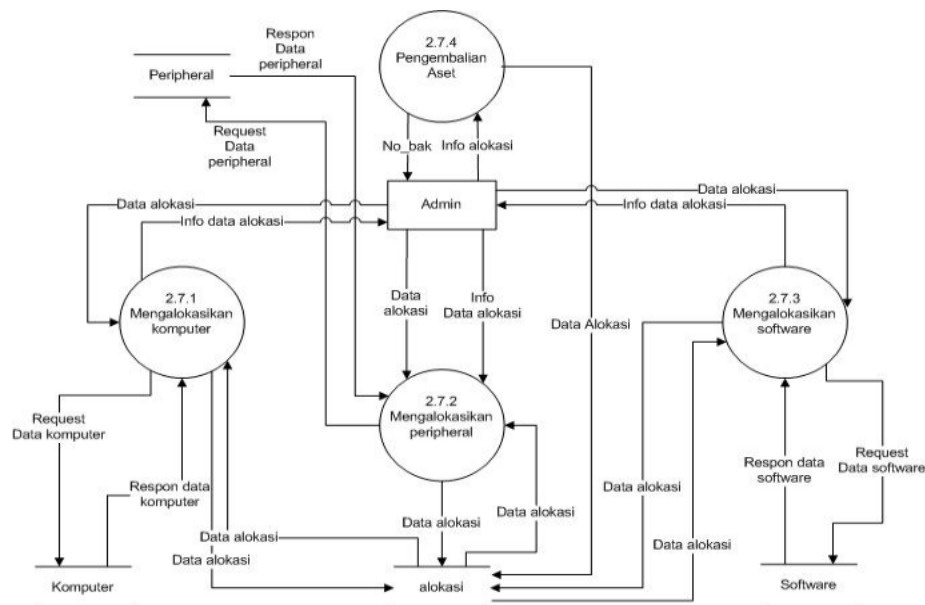 Respon
Data
peripheral
2.7.4
Pengembalian
Aset
Peripheral
Request
Data
peripheral
No_bak
Info alokasi
Data alokasi
Admin
Data alokasi
Info data alokasi
Info data alokasi
2.7.1
Mengalokasikan
komputer
Data
alokasi
Info
Data alokasi
Data Alokasi
2.7.3
Mengalokasikan
software
2.7.2
Mengalokasikan
peripheral
Request
Data komputer
Respon data
komputer
Data alokasi
Data alokasi
Data alokasi
Data alokasi
Data alokasi
Data alokasi
Respon data
software
Request
Data software
Komputer
alokasi
Software